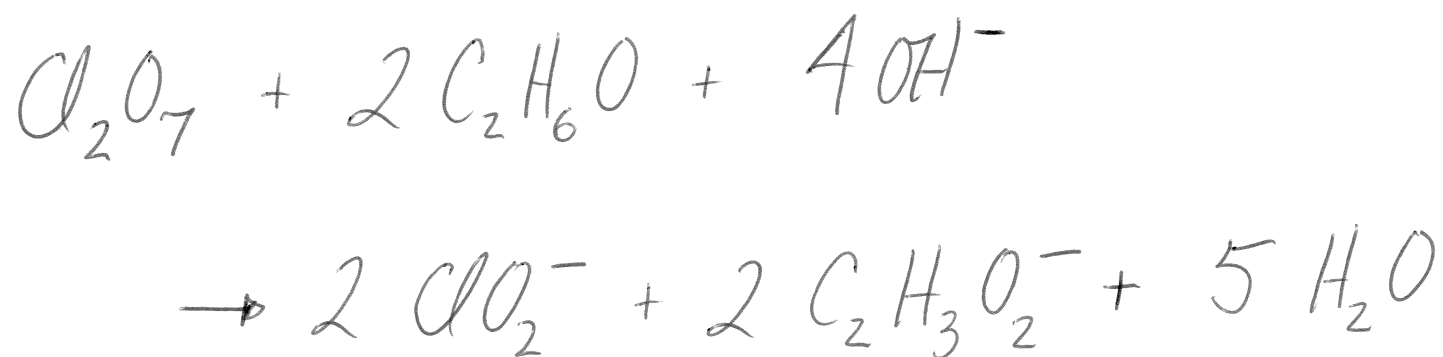 Cl₂O₇ + 2 C₂H₆O + 4 OH⁻
→ 2 ClO₂⁻ + 2 C₂H₃O₂⁻ + 5 H₂O